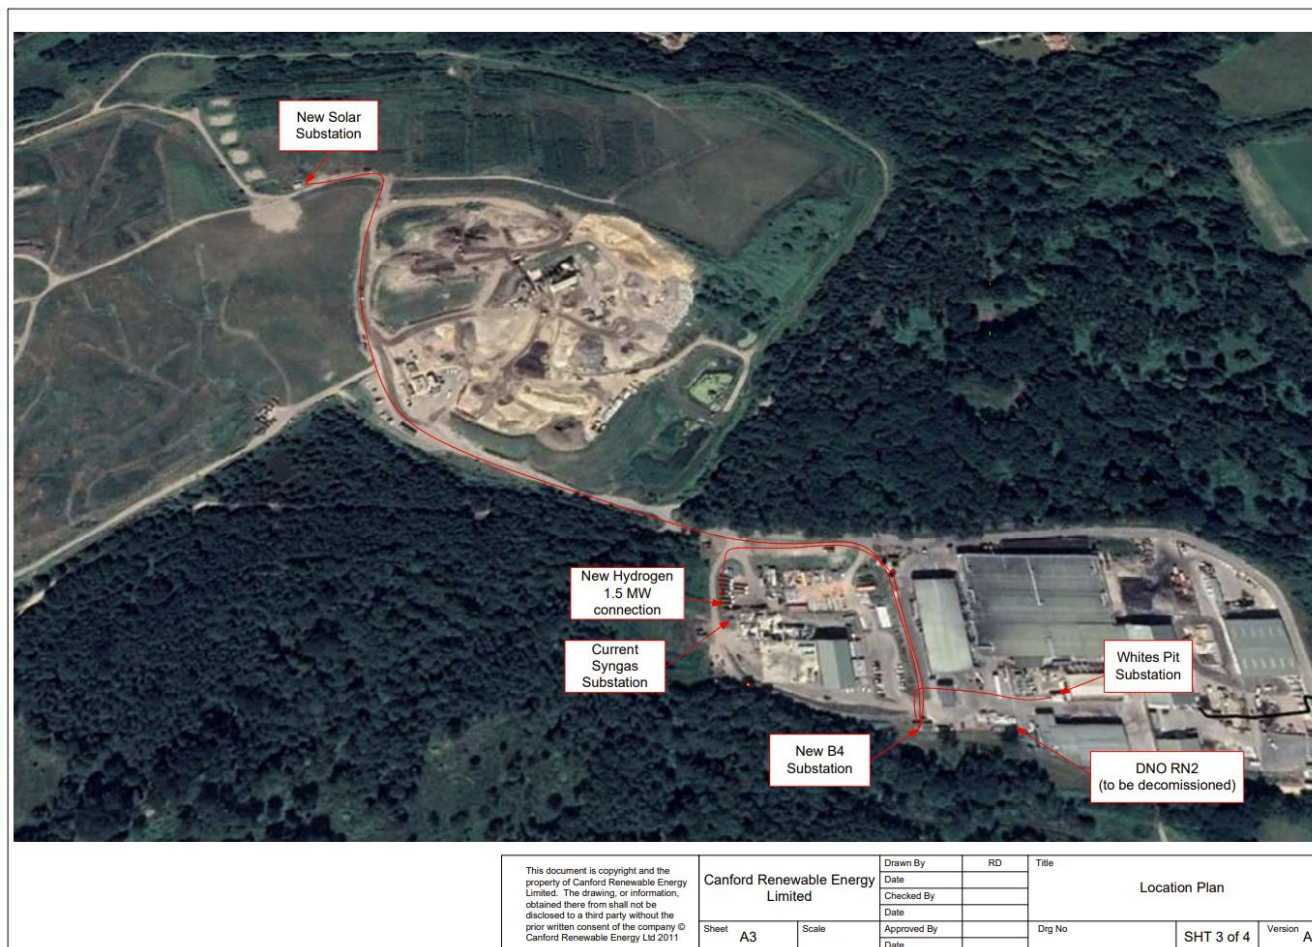 New Solar
Substation
New Hydrogen
1.5 MW
connection
Current
Syngas
Substation
Whites Pit
Substation
New B4
Substation
DNO RN2
(to be decomissioned)
This document is copyright and the
property of Canford Renewable Energy
Limited. The drawing, or information,
obtained there from shall not be
disclosed to a third party without the
prior written consent of the company ©
Canford Renewable Energy Ltd 2011
Canford Renewable Energy
Limited
Sheet
A3
Scale
Drawn By
RD
Date
Checked By
Date
Approved By
Date
Title
Location Plan
Drg No
SHT 3 of 4
Version
A